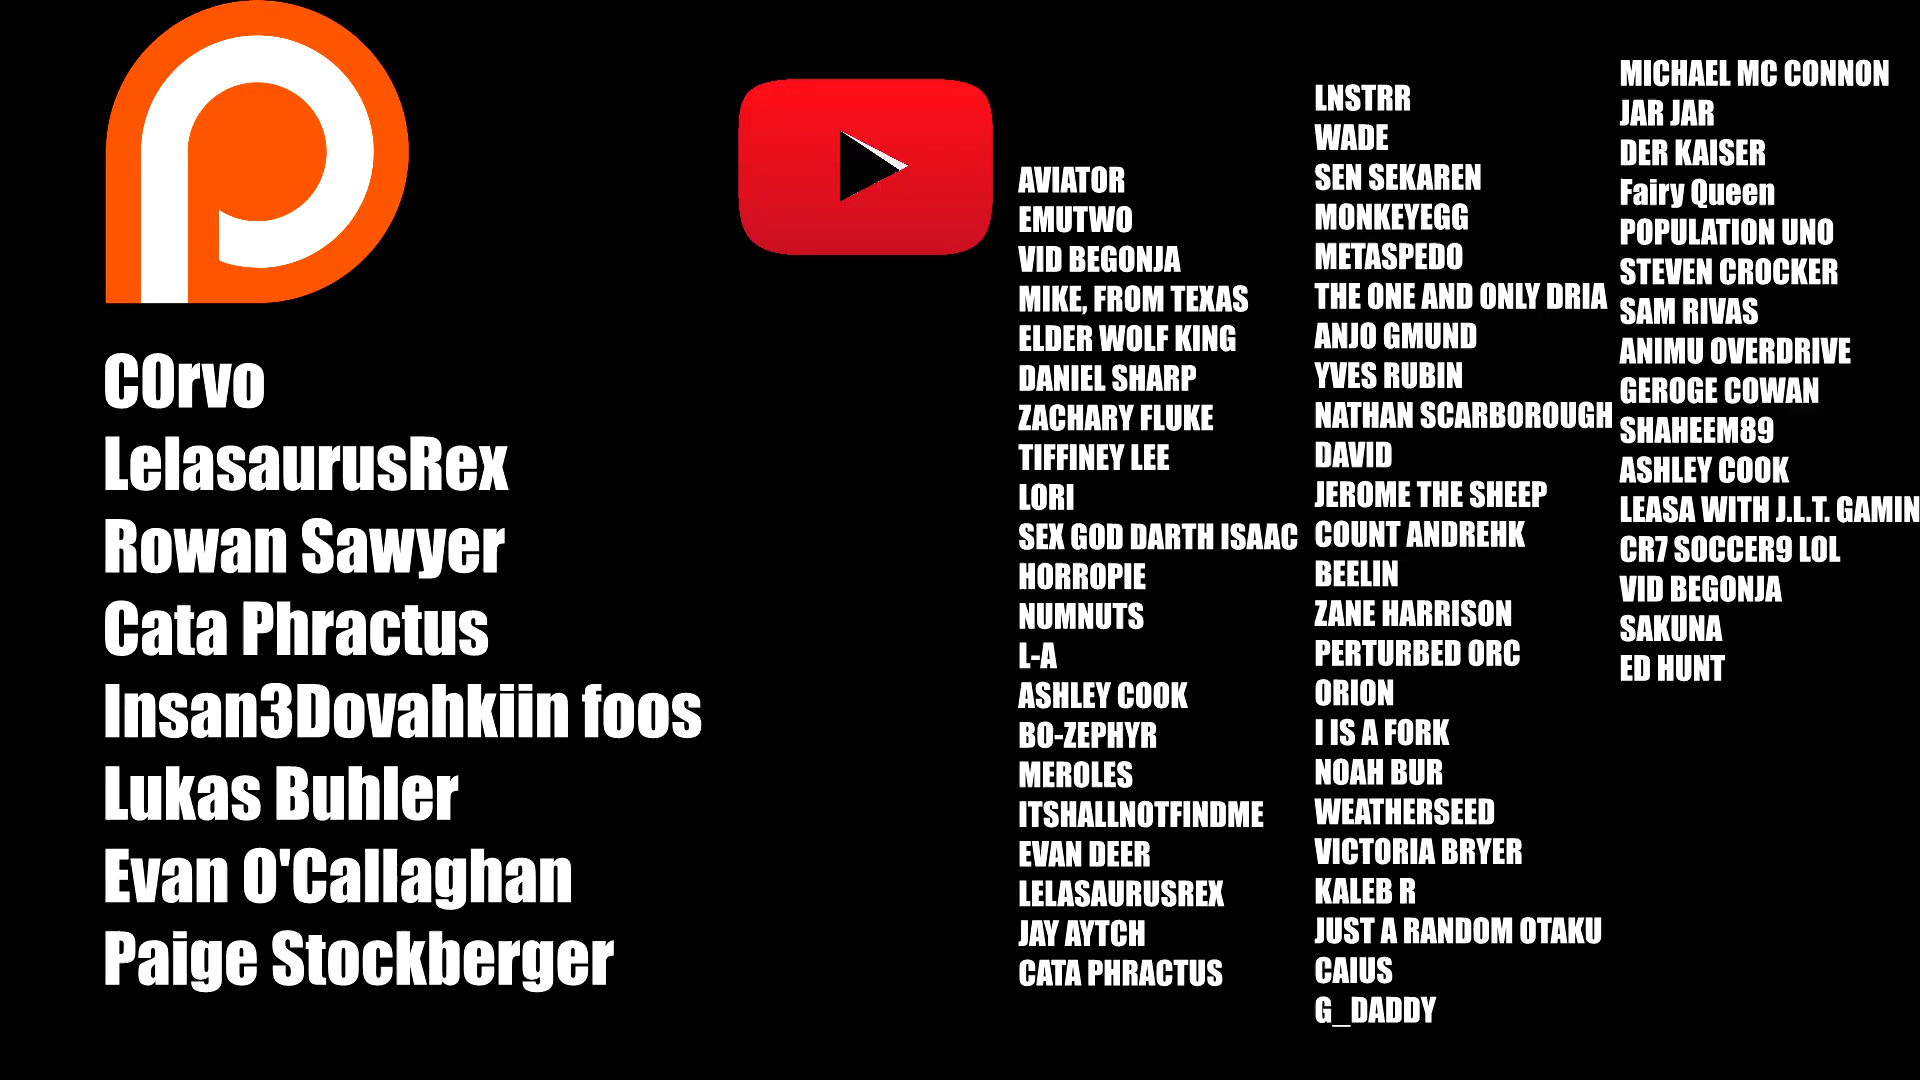 C0rvo
LelasaurusRex
Rowan Sawyer
Cata Phractus
Insan3Dovahkiin foos
Lukas Buhler
Evan O'Callaghan
Paige Stockberger
AVIATOR
EMUTWO
VID BEGONJA
MIKE, FROM TEXAS
ELDER WOLF KING
DANIEL SHARP
ZACHARY FLUKE
TIFFINEY LEE
LORI
SEX GOD DARTH ISAAC
HORROPIE
NUMNUTS
L-A
ASHLEY COOK
BO-ZEPHYR
MEROLES
ITSHALLNOTFINDME
EVAN DEER
LELASAURUSREX
JAY AYTCH
CATA PHRACTUS
LNSTRR
WADE
SEN SEKAREN
MONKEYEGG
METASPEDO
THE ONE AND ONLY DRIA
ANJO GMUND
YVES RUBIN
NATHAN SCARBOROUGH
DAVID
JEROME THE SHEEP
COUNT ANDREHK
BEELIN
ZANE HARRISON
PERTURBED ORC
ORION
I IS A FORK
NOAH BUR
WEATHERSEED
VICTORIA BRYER
KALEB R
JUST A RANDOM OTAKU
CAIUS
G_DADDY
MICHAEL MC CONNON
JAR JAR
DER KAISER
Fairy Queen
POPULATION UNO
STEVEN CROCKER
SAM RIVAS
ANIMU OVERDRIVE
GEROGE COWAN
SHAHEEM89
ASHLEY COOK
LEASA WITH J.L.T. GAMIN
CR7 SOCCER9 LOL
VID BEGONJA
SAKUNA
ED HUNT